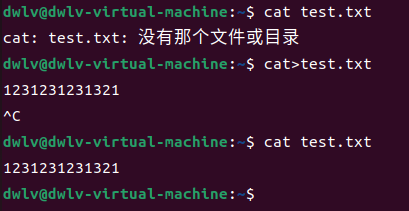 dwlv@dwlv-virtual-machine:~$ cat test.txt
cat: test.txt: 没有那个文件或目录
dwlv@dwlv-virtual-machine:~$ cat>test.txt
1231231231321
^C
dwlv@dwlv-virtual-machine:~$ cat test.txt
1231231231321
dwlv@dwlv-virtual-machine:~$